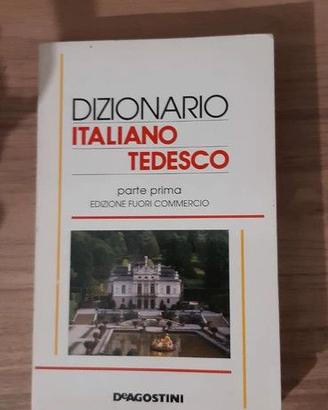 DIZIONARIO
ITALIANO
TEDESCO
parte prima
EDIZIONE FUORI COMMERCIO
DeAGOSTINI